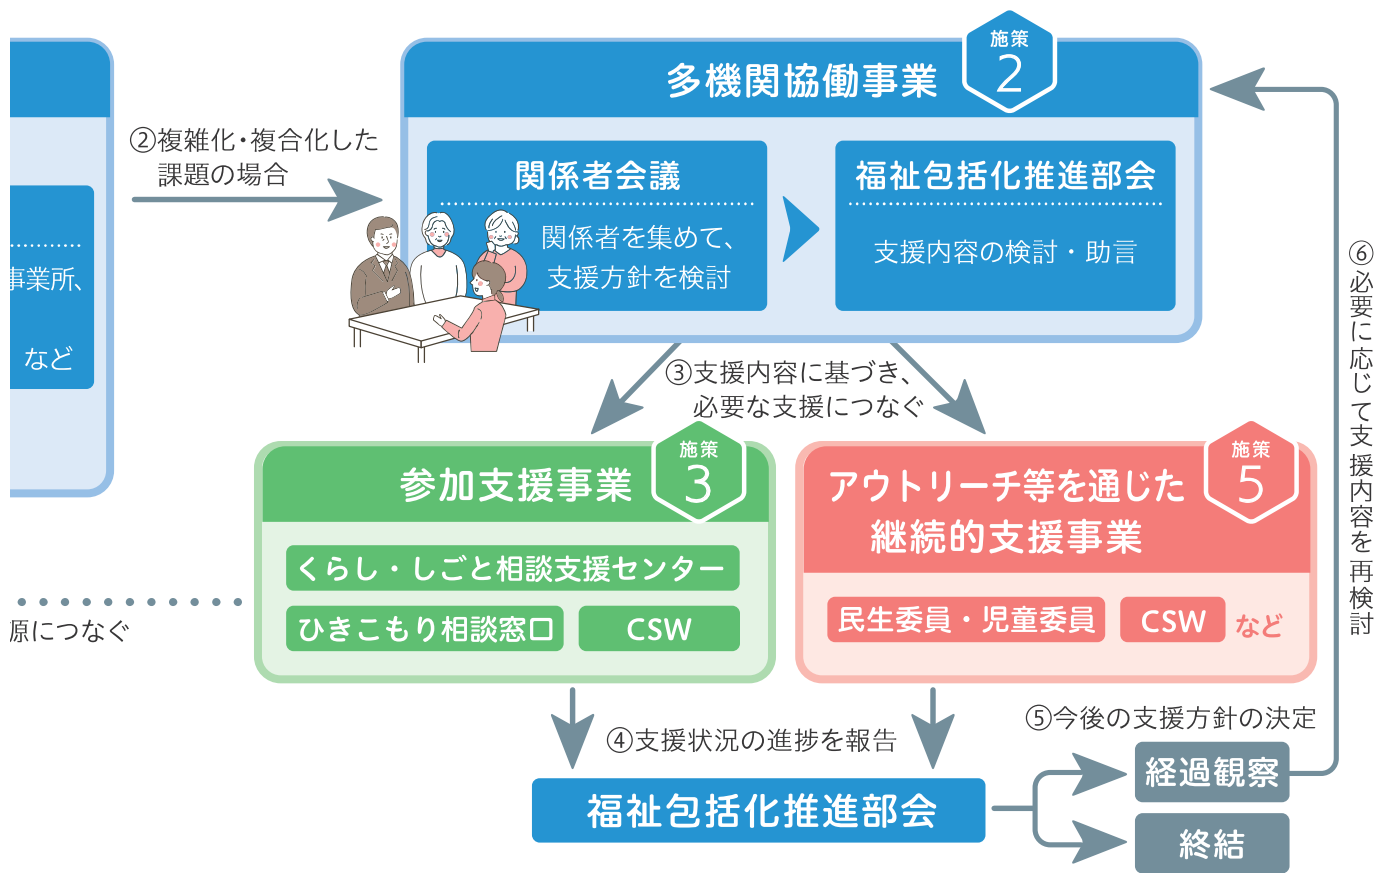 ②複雑化・複合化した
課題の場合
事業所、
など
施策
2
多機関協働事業
関係者会議
関係者を集めて、
支援方針を検討
福祉包括化推進部会
支援内容の検討・助言
③支援内容に基づき、
必要な支援につなぐ
施策
3
参加支援事業
くらし・しごと相談支援センター
ひきこもり相談窓口
CSW
施策
5
アウトリーチ等を通じた
継続的支援事業
民生委員・児童委員
CSW
など
原につなぐ
④支援状況の進捗を報告
福祉包括化推進部会
⑤今後の支援方針の決定
経過観察
終結
⑥必要に応じて支援内容を再検討